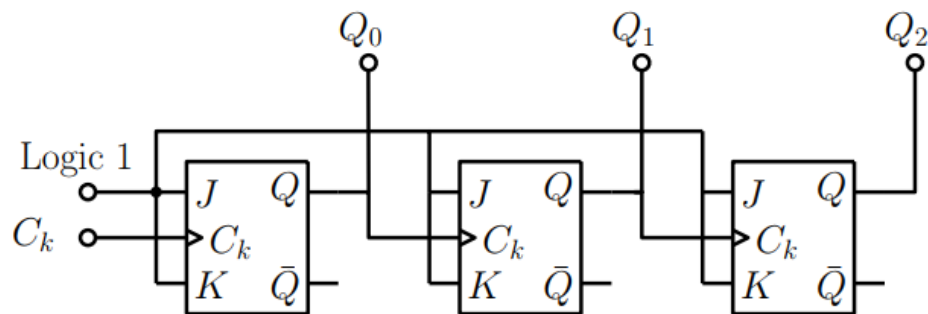 Q₀ Q₁ Q₂
Logic 1
J Q J Q J Q
Cₖ Cₖ Cₖ Cₖ
K Q̄ K Q̄ K Q̄